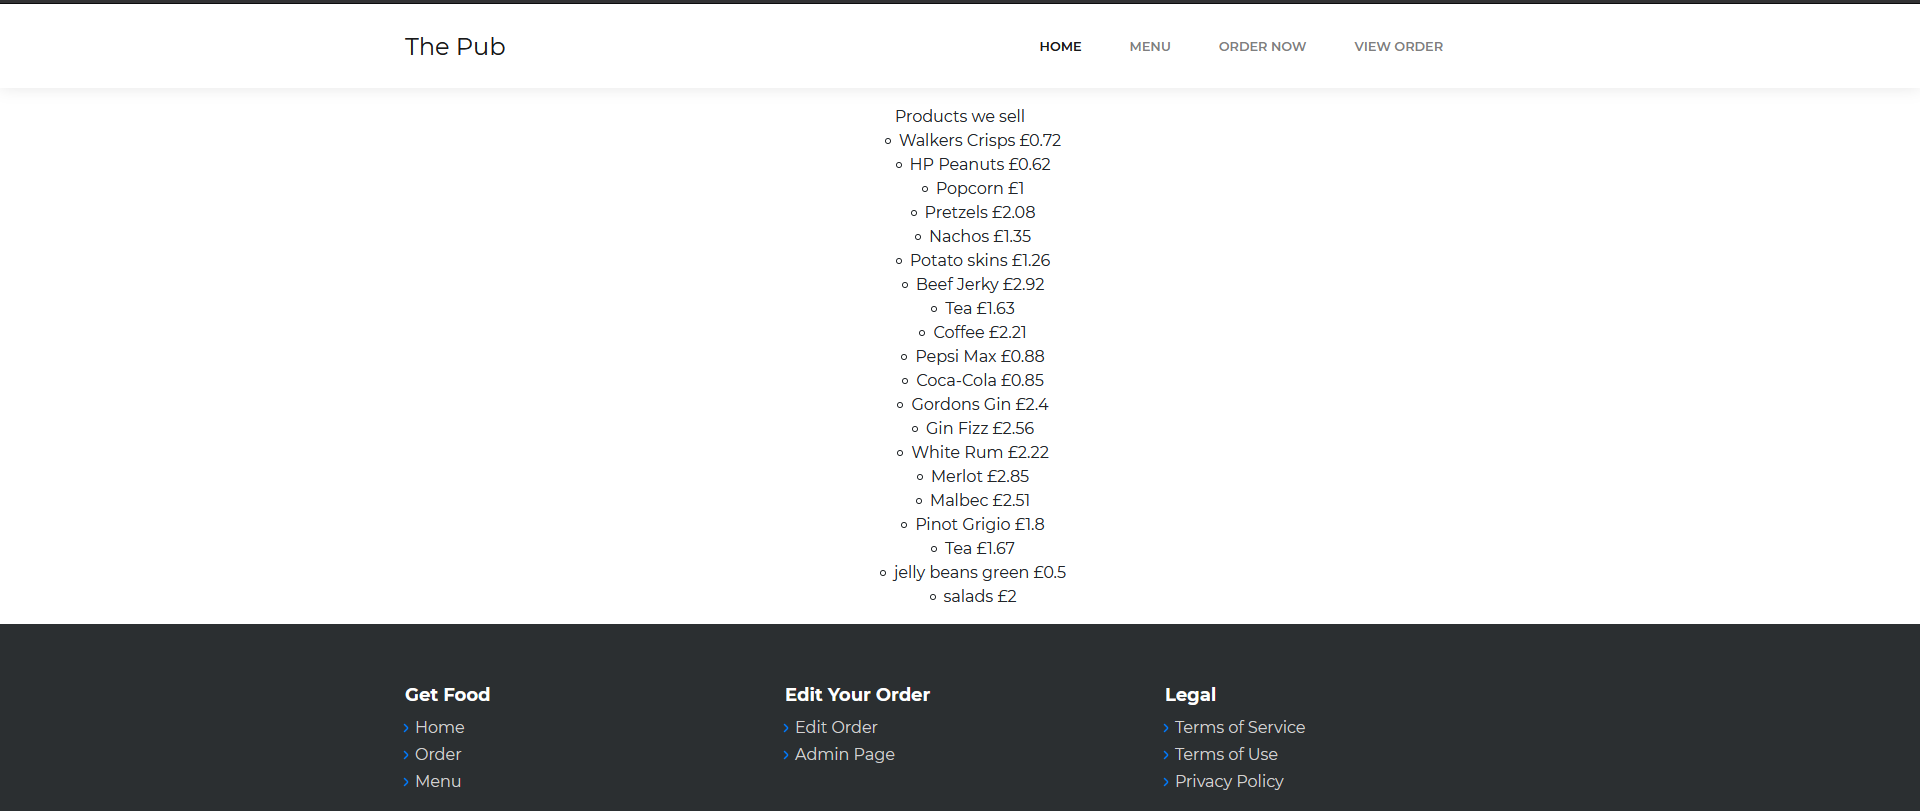 The Pub
HOME MENU ORDER NOW VIEW ORDER
Products we sell
Walkers Crisps £0.72
HP Peanuts £0.62
Popcorn £1
Pretzels £2.08
Nachos £1.35
Potato skins £1.26
Beef Jerky £2.92
Tea £1.63
Coffee £2.21
Pepsi Max £0.88
Coca-Cola £0.85
Gordons Gin £2.4
Gin Fizz £2.56
White Rum £2.22
Merlot £2.85
Malbec £2.51
Pinot Grigio £1.8
Tea £1.67
jelly beans green £0.5
salads £2
Get Food
Home
Order
Menu
Edit Your Order
Edit Order
Admin Page
Legal
Terms of Service
Terms of Use
Privacy Policy